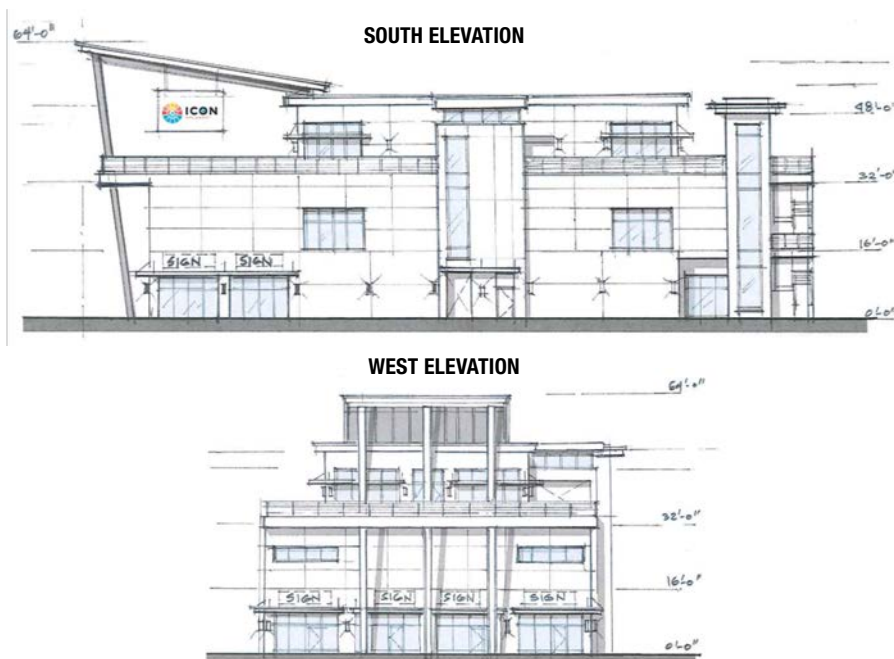 SOUTH ELEVATION
64'-0"
ICON
48'-0"
32'-0"
SIGN SIGN
16'-0"
0'-0"
WEST ELEVATION
64'-0"
32'-0"
16'-0"
SIGN SIGN SIGN SIGN
0'-0"